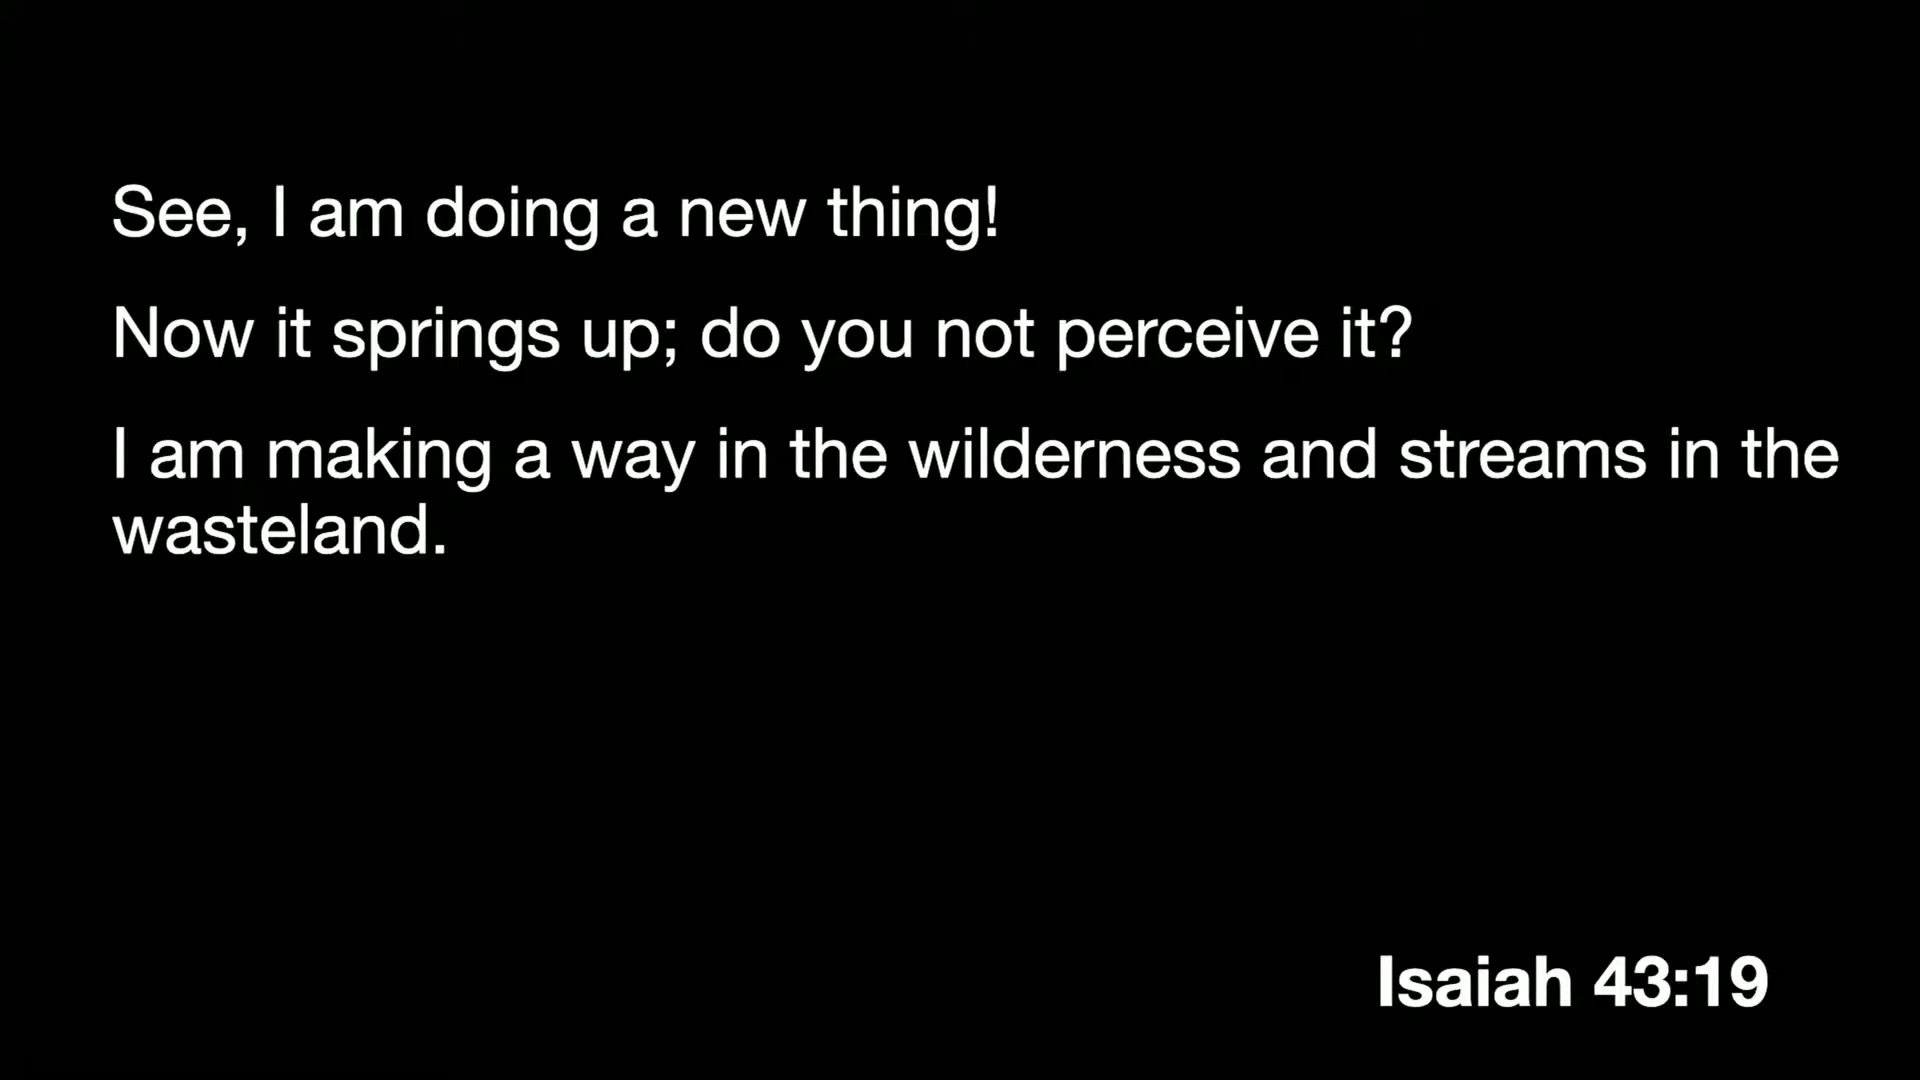 See, I am doing a new thing!
Now it springs up; do you not perceive it?
I am making a way in the wilderness and streams in the
wasteland.
Isaiah 43:19